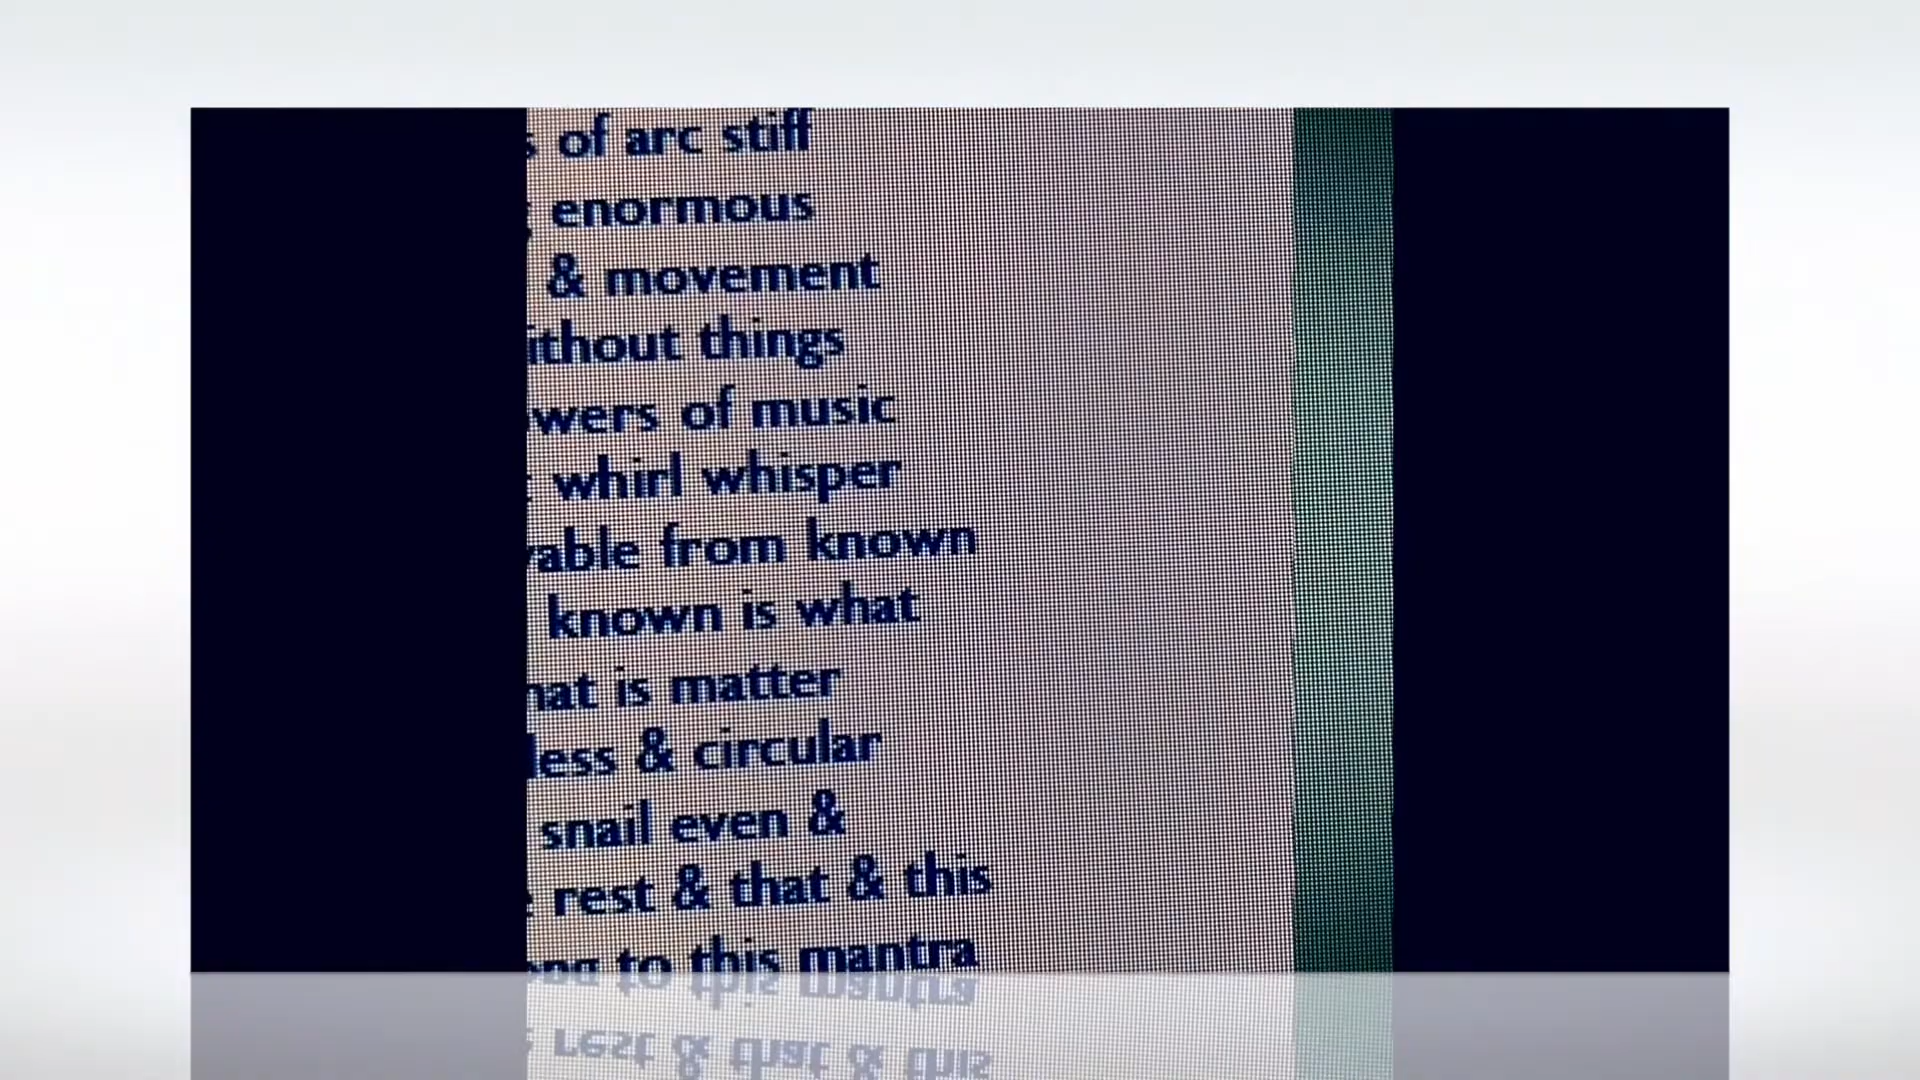 of arc stiff
enormous
& movement
ithout things
wers of music
whirl whisper
able from known
known is what
hat is matter
less & circular
snail even &
rest & that & this
to this mantra